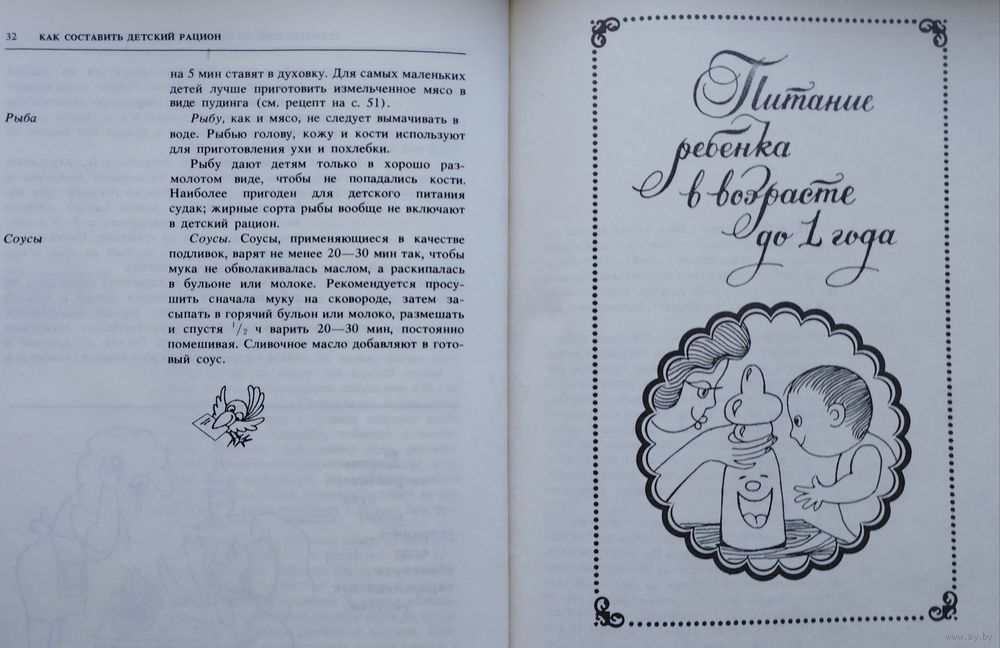 32 КАК СОСТАВИТЬ ДЕТСКИЙ РАЦИОН
на 5 мин ставят в духовку. Для самых маленьких
детей лучше приготовить измельченное мясо в
виде пудинга (см. рецепт на с. 51).
Рыба
Рыбу, как и мясо, не следует вымачивать в
воде. Рыбью голову, кожу и кости используют
для приготовления ухи и похлебки.
Рыбу дают детям только в хорошо раз-
молотом виде, чтобы не попадались кости.
Наиболее пригоден для детского питания
судак; жирные сорта рыбы вообще не включают
в детский рацион.
Соусы
Соусы. Соусы, применяющиеся в качестве
подливок, варят не менее 20—30 мин так, чтобы
мука не обволакивалась маслом, а раскипалась
в бульоне или молоке. Рекомендуется просу-
шить сначала муку на сковороде, затем за-
сыпать в горячий бульон или молоко, размешать
и спустя 1/2 ч варить 20—30 мин, постоянно
помешивая. Сливочное масло добавляют в гото-
вый соус.
Питание
ребенка
в возрасте
до 1 года
www.ay.by